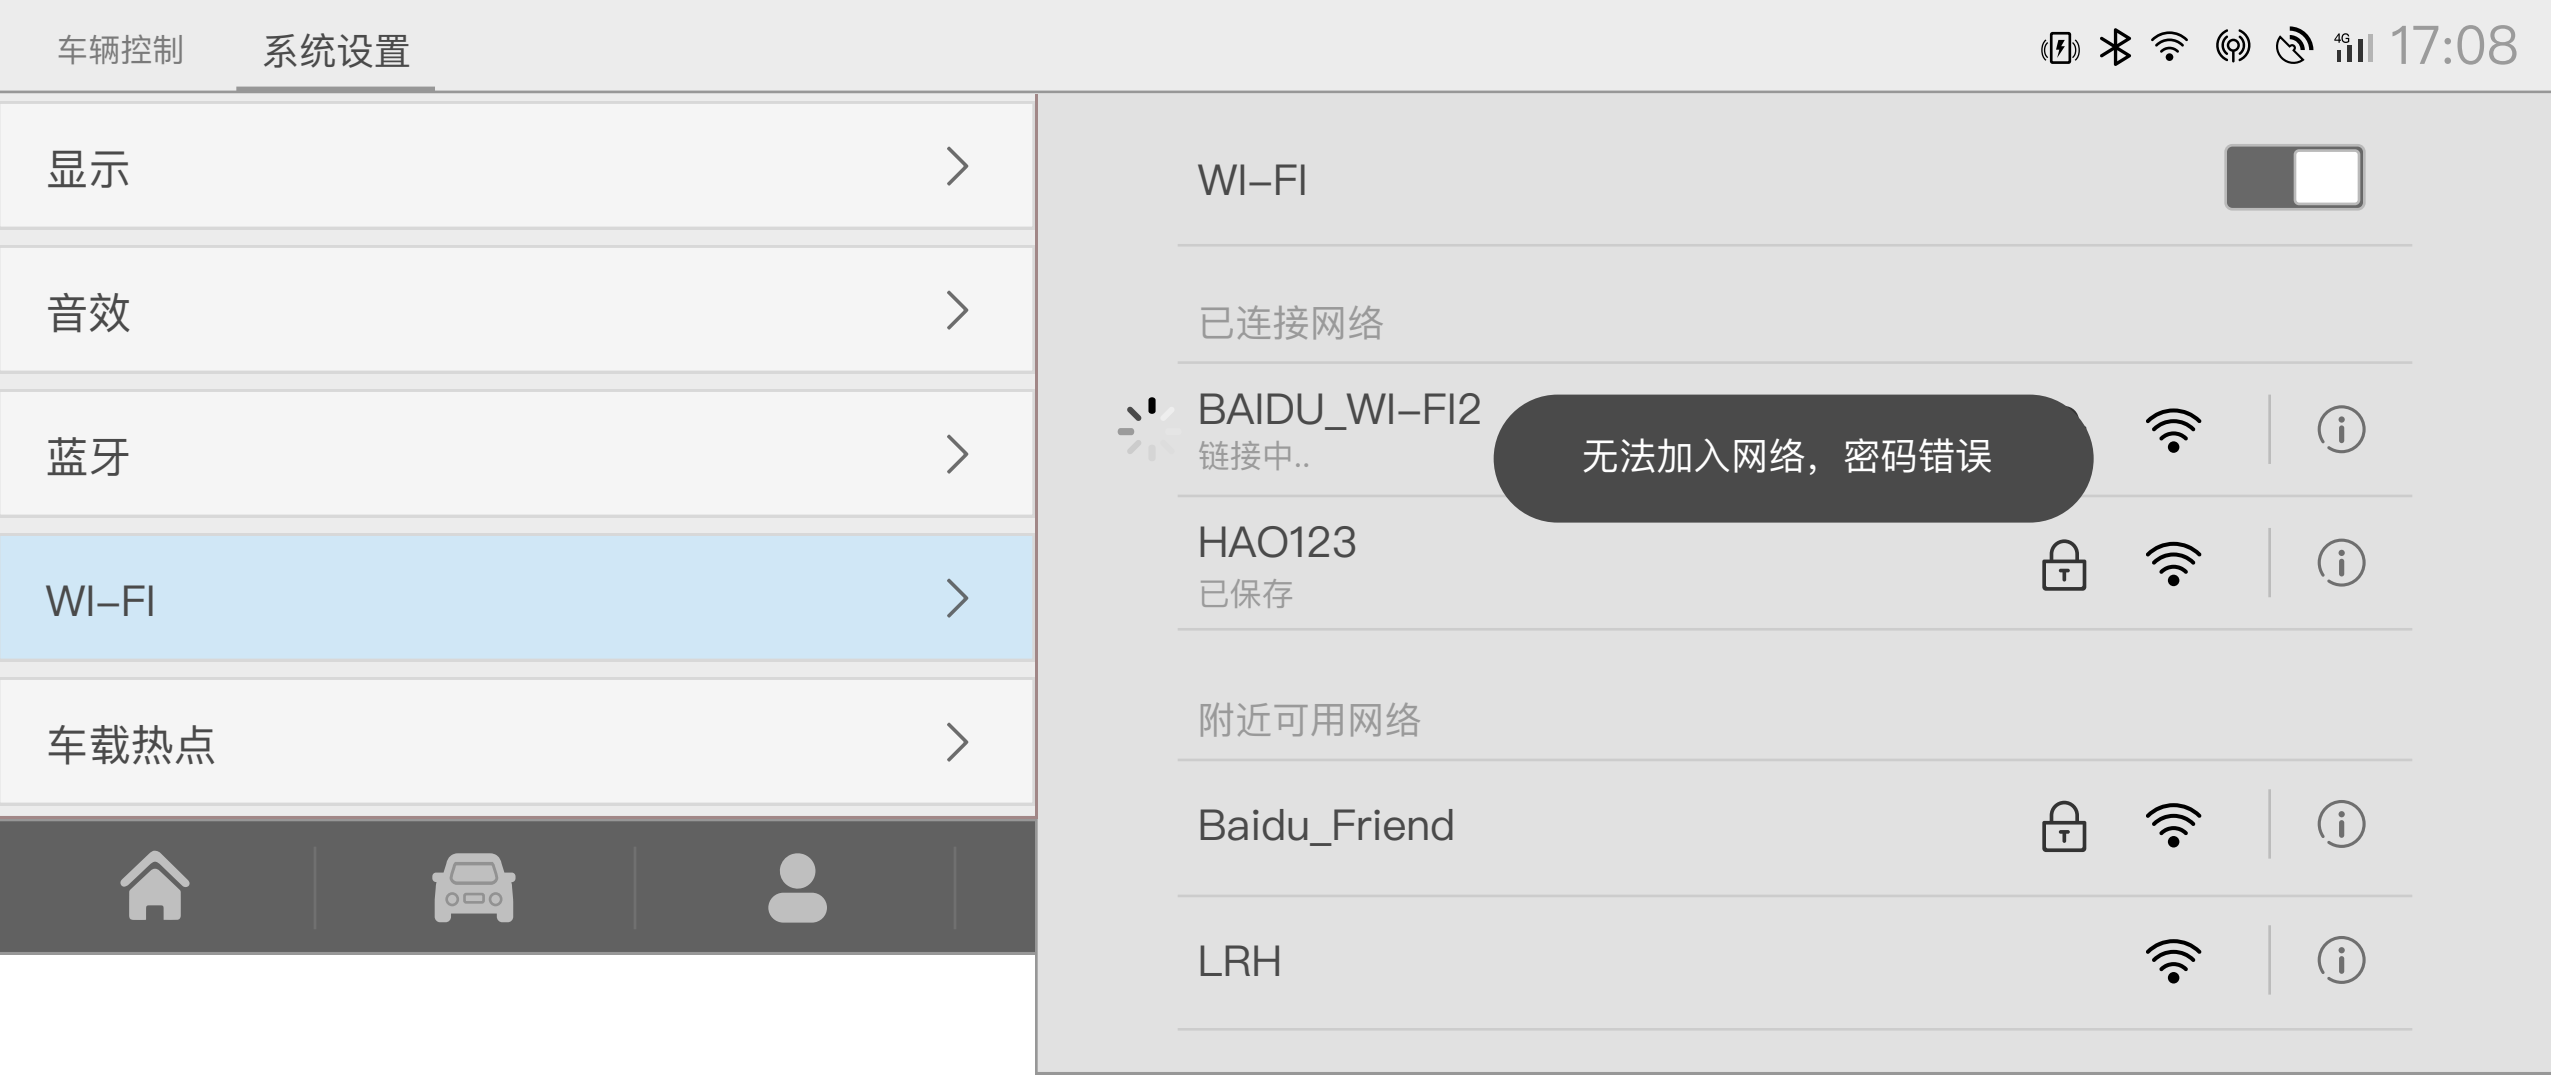 车辆控制
系统设置
4G
17:08
显示
音效
蓝牙
WI-FI
车载热点
WI-FI
已连接网络
BAIDU_WI-FI2
链接中..
无法加入网络，密码错误
HAO123
已保存
附近可用网络
Baidu_Friend
LRH